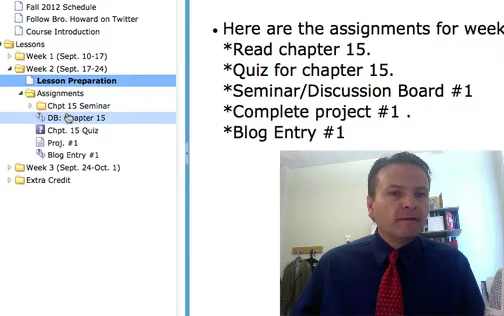 Fall 2012 Schedule
Follow Bro. Howard on Twitter
Course Introduction
Lessons
Week 1 (Sept. 10-17)
Week 2 (Sept. 17-24)
Lesson Preparation
Assignments
Chpt 15 Seminar
DB: Chapter 15
Chpt. 15 Quiz
Proj. #1
Blog Entry #1
Week 3 (Sept. 24-Oct. 1)
Extra Credit
• Here are the assignments for week
*Read chapter 15.
*Quiz for chapter 15.
*Seminar/Discussion Board #1
*Complete project #1 .
*Blog Entry #1